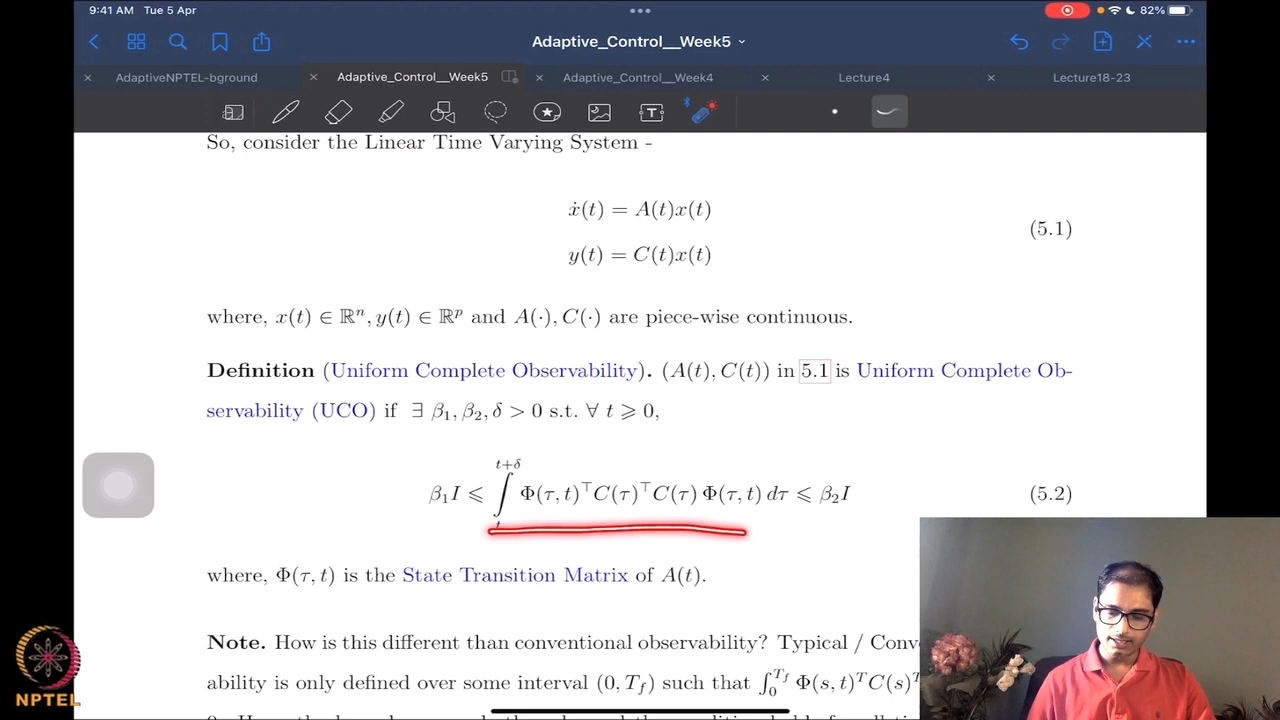 9:41 AM Tue 5 Apr
82%
Adaptive_Control__Week5
AdaptiveNPTEL-bground
Adaptive_Control__Week5
Adaptive_Control__Week4
Lecture4
Lecture18-23
So, consider the Linear Time Varying System -
ẋ(t) = A(t)x(t)
y(t) = C(t)x(t)
(5.1)
where, x(t) ∈ ℝⁿ, y(t) ∈ ℝᵖ and A(·), C(·) are piece-wise continuous.
Definition (Uniform Complete Observability). (A(t), C(t)) in 5.1 is Uniform Complete Ob-
servability (UCO) if ∃ β₁, β₂, δ > 0 s.t. ∀ t ⩾ 0,
β₁I ⩽ ∫ₜᵗ⁺ᵟ Φ(τ, t)ᵀC(τ)ᵀC(τ) Φ(τ, t) dτ ⩽ β₂I (5.2)
where, Φ(τ, t) is the State Transition Matrix of A(t).
Note. How is this different than conventional observability? Typical /
ability is only defined over some interval (0, T_f) such that ∫₀^{T_f} Φ(s, t)ᵀC(s)ᵀ
NPTEL